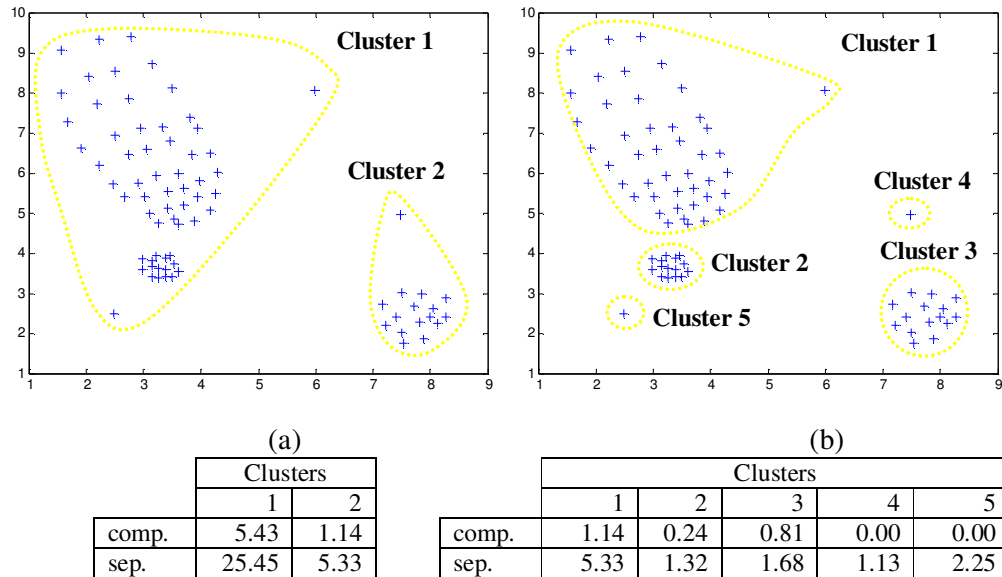 10
9
8
7
6
5
4
3
2
1
1 2 3 4 5 6 7 8 9
Cluster 1
Cluster 2
10
9
8
7
6
5
4
3
2
1
1 2 3 4 5 6 7 8 9
Cluster 1
Cluster 4
Cluster 3
Cluster 2
Cluster 5
(a)
(b)
Clusters
1 2
comp. 5.43 1.14
sep. 25.45 5.33
Clusters
1 2 3 4 5
comp. 1.14 0.24 0.81 0.00 0.00
sep. 5.33 1.32 1.68 1.13 2.25